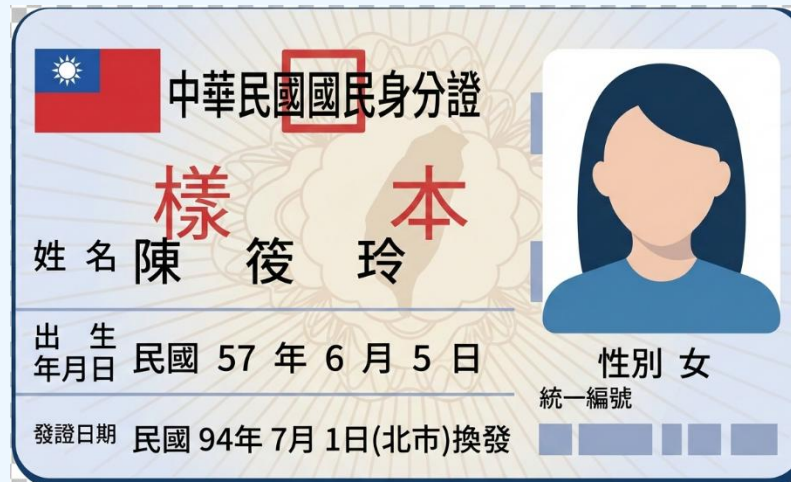 中華民國國民身分證
樣本
姓名 陳筱玲
出生年月日 民國 57 年 6 月 5 日
性別 女
統一編號
發證日期 民國 94年 7月 1日(北市)換發